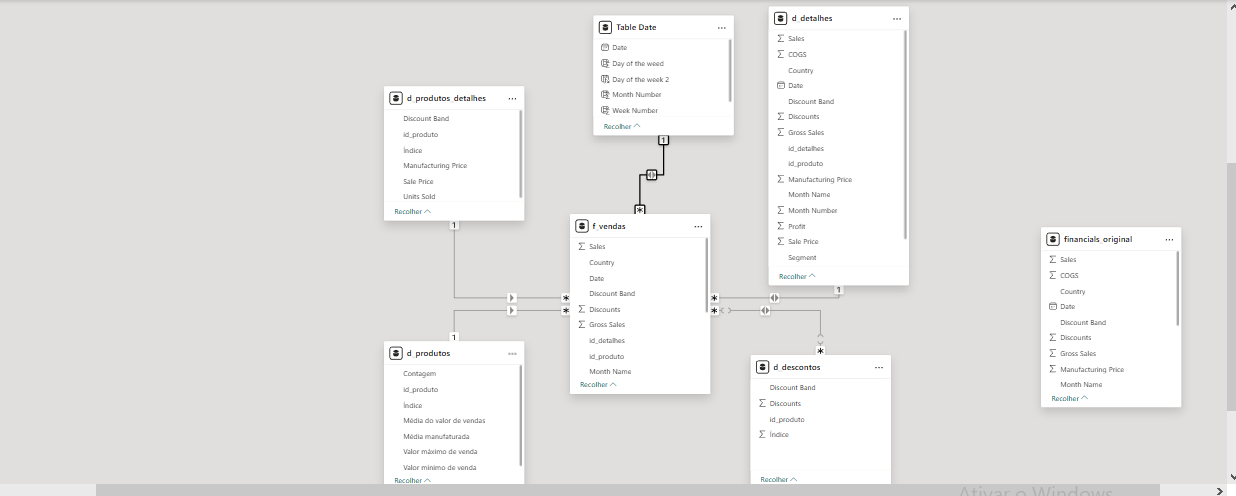 Table Date
Date
Day of the weed
Day of the week 2
Month Number
Week Number
Recolher
d_detalhes
Sales
COGS
Country
Date
Discount Band
Discounts
Gross Sales
id_detalhes
id_produto
Manufacturing Price
Month Name
Month Number
Profit
Sale Price
Segment
Recolher
d_produtos_detalhes
Discount Band
id_produto
Índice
Manufacturing Price
Sale Price
Units Sold
Recolher
1
1
*
f_vendas
Sales
Country
Date
Discount Band
Discounts
Gross Sales
id_detalhes
id_produto
Month Name
Recolher
financials_original
Sales
COGS
Country
Date
Discount Band
Discounts
Gross Sales
Manufacturing Price
Month Name
Recolher
1
*
*
*
*
1
*
d_produtos
Contagem
id_produto
Índice
Média do valor de vendas
Média manufaturada
Valor máximo de venda
Valor mínimo de venda
Recolher
d_descontos
Discount Band
Discounts
id_produto
Índice
Recolher
Ativar o Windows